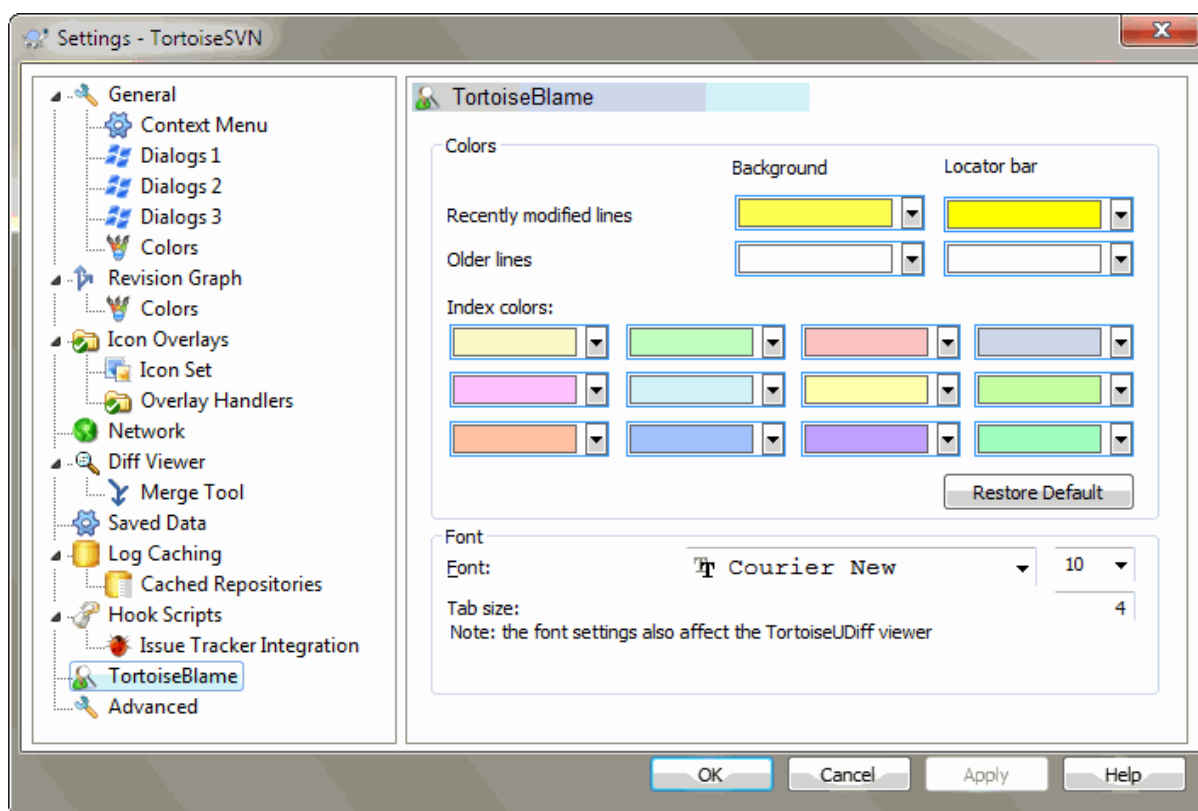 Settings - TortoiseSVN
General
Context Menu
Dialogs 1
Dialogs 2
Dialogs 3
Colors
Revision Graph
Colors
Icon Overlays
Icon Set
Overlay Handlers
Network
Diff Viewer
Merge Tool
Saved Data
Log Caching
Cached Repositories
Hook Scripts
Issue Tracker Integration
TortoiseBlame
Advanced
TortoiseBlame
Colors
Background Locator bar
Recently modified lines
Older lines
Index colors:
Restore Default
Font
Font: Courier New 10
Tab size: 4
Note: the font settings also affect the TortoiseUDiff viewer
OK Cancel Apply Help